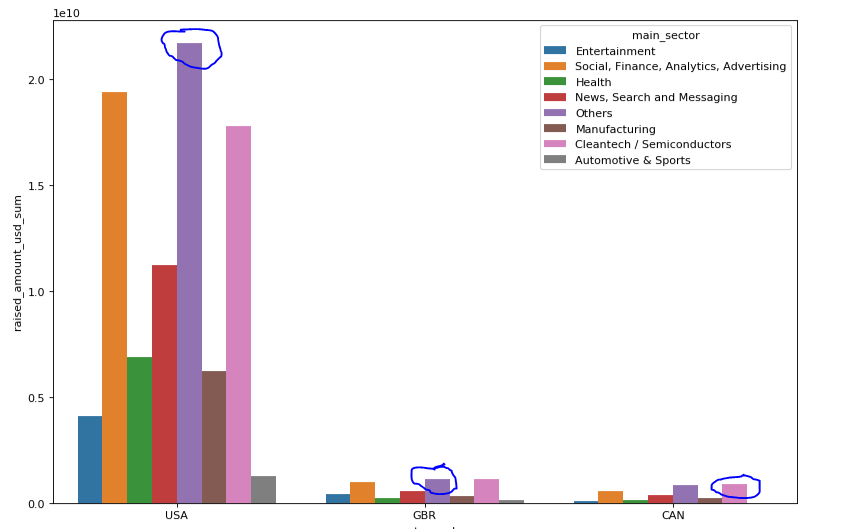 1e10
main_sector
Entertainment
Social, Finance, Analytics, Advertising
Health
News, Search and Messaging
Others
Manufacturing
Cleantech / Semiconductors
Automotive & Sports
raised_amount_usd_sum
2.0
1.5
1.0
0.5
0.0
USA GBR CAN